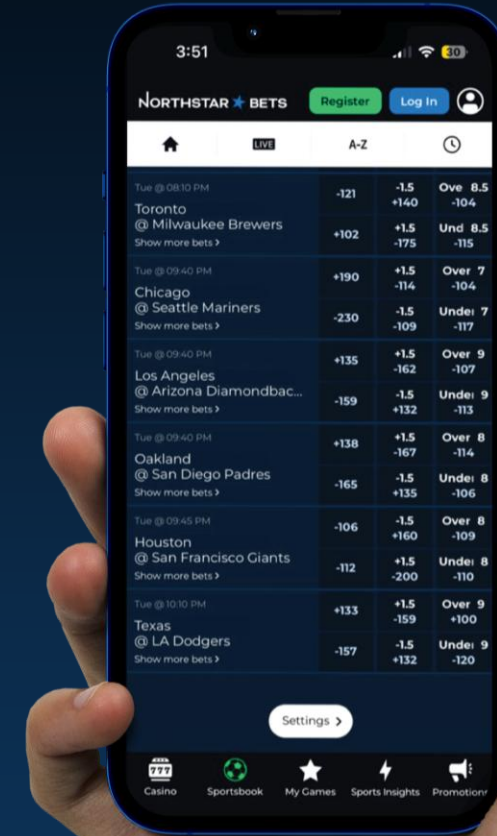 3:51
30
NORTHSTAR BETS
Register
Log In
LIVE
A-Z
Tue @ 08:10 PM
-121
-1.5
+140
Ove 8.5
-104
Toronto
@ Milwaukee Brewers
+102
+1.5
-175
Und 8.5
-115
Show more bets >
Tue @ 09:40 PM
+190
+1.5
-114
Over 7
-104
Chicago
@ Seattle Mariners
-230
-1.5
-109
Under 7
-117
Show more bets >
Tue @ 09:40 PM
+135
+1.5
-162
Over 9
-107
Los Angeles
@ Arizona Diamondbac...
-159
-1.5
+132
Under 9
-113
Show more bets >
Tue @ 09:40 PM
+138
+1.5
-167
Over 8
-114
Oakland
@ San Diego Padres
-165
-1.5
+135
Under 8
-106
Show more bets >
Tue @ 09:45 PM
-106
-1.5
+160
Over 8
-109
Houston
@ San Francisco Giants
-112
+1.5
-200
Under 8
-110
Show more bets >
Tue @ 10:10 PM
+133
+1.5
-159
Over 9
+100
Texas
@ LA Dodgers
-157
-1.5
+132
Under 9
-120
Show more bets >
Settings >
777
Casino
Sportsbook
My Games
Sports Insights
Promotions